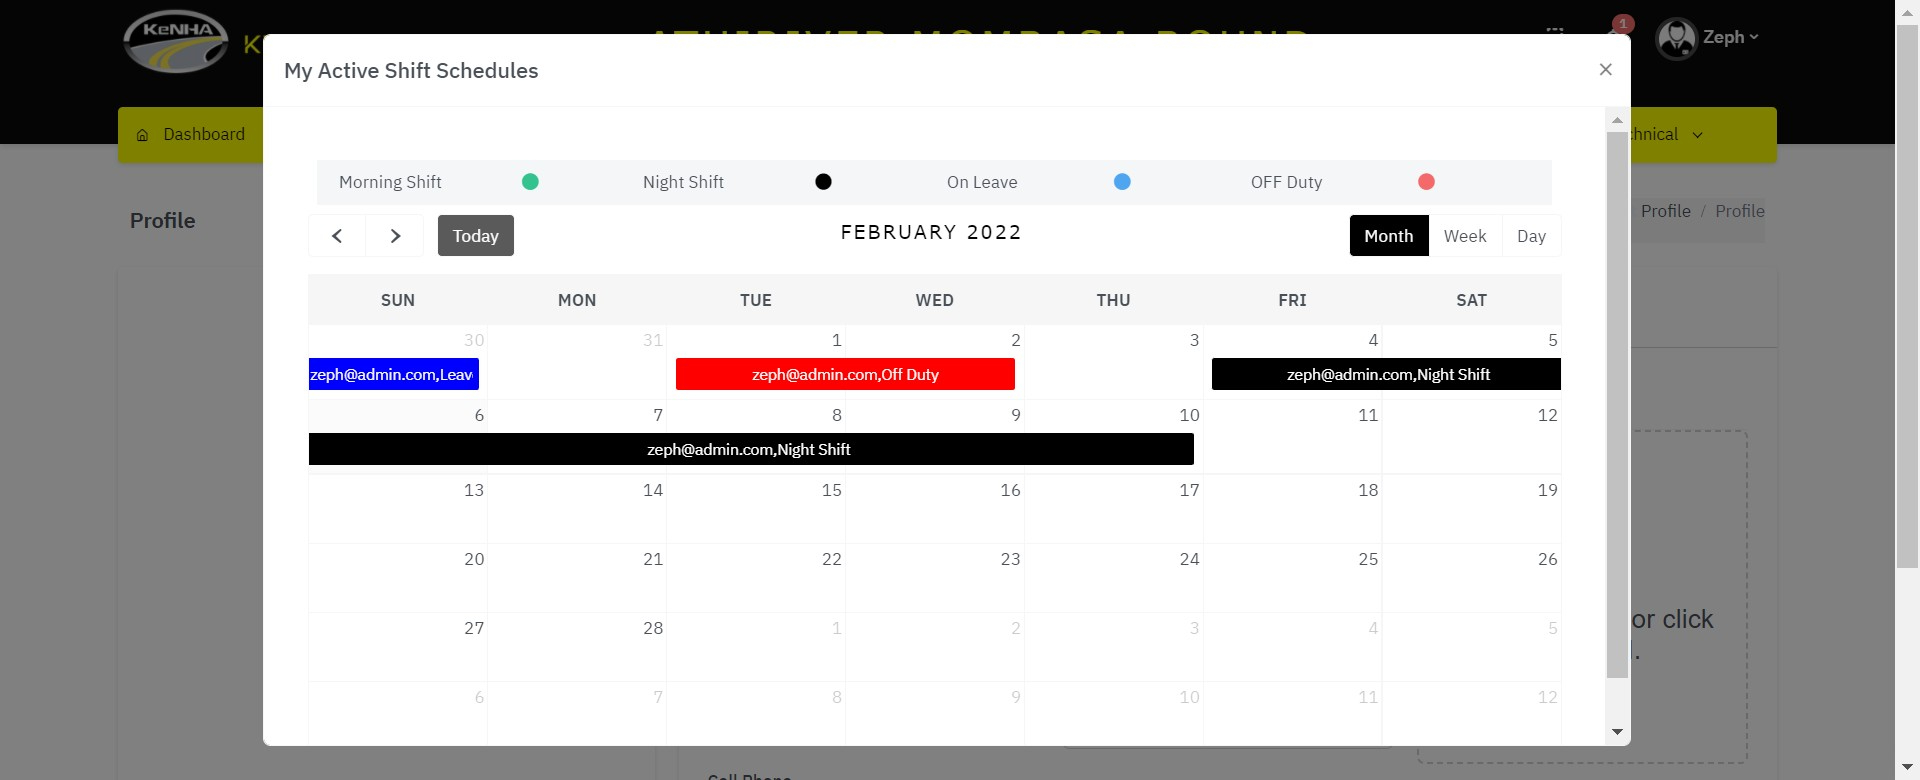 KeNHA
1
Zeph
My Active Shift Schedules
×
Dashboard
Morning Shift
Night Shift
On Leave
OFF Duty
Profile
Profile / Profile
Today
FEBRUARY 2022
Month Week Day
SUN MON TUE WED THU FRI SAT
30 31 1 2 3 4 5
zeph@admin.com,Leav
zeph@admin.com,Off Duty
zeph@admin.com,Night Shift
6 7 8 9 10 11 12
zeph@admin.com,Night Shift
13 14 15 16 17 18 19
20 21 22 23 24 25 26
27 28 1 2 3 4 5
or click
6 7 8 9 10 11 12